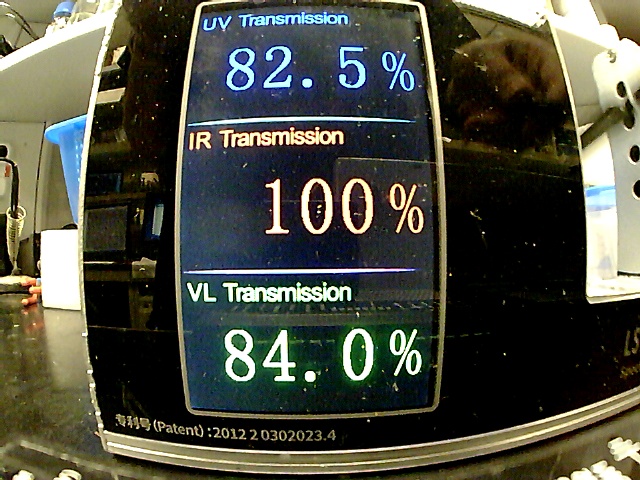 UV Transmission
82.5%
IR Transmission
100%
VL Transmission
84.0%
专利号(Patent):2012 2 0302023.4
LS